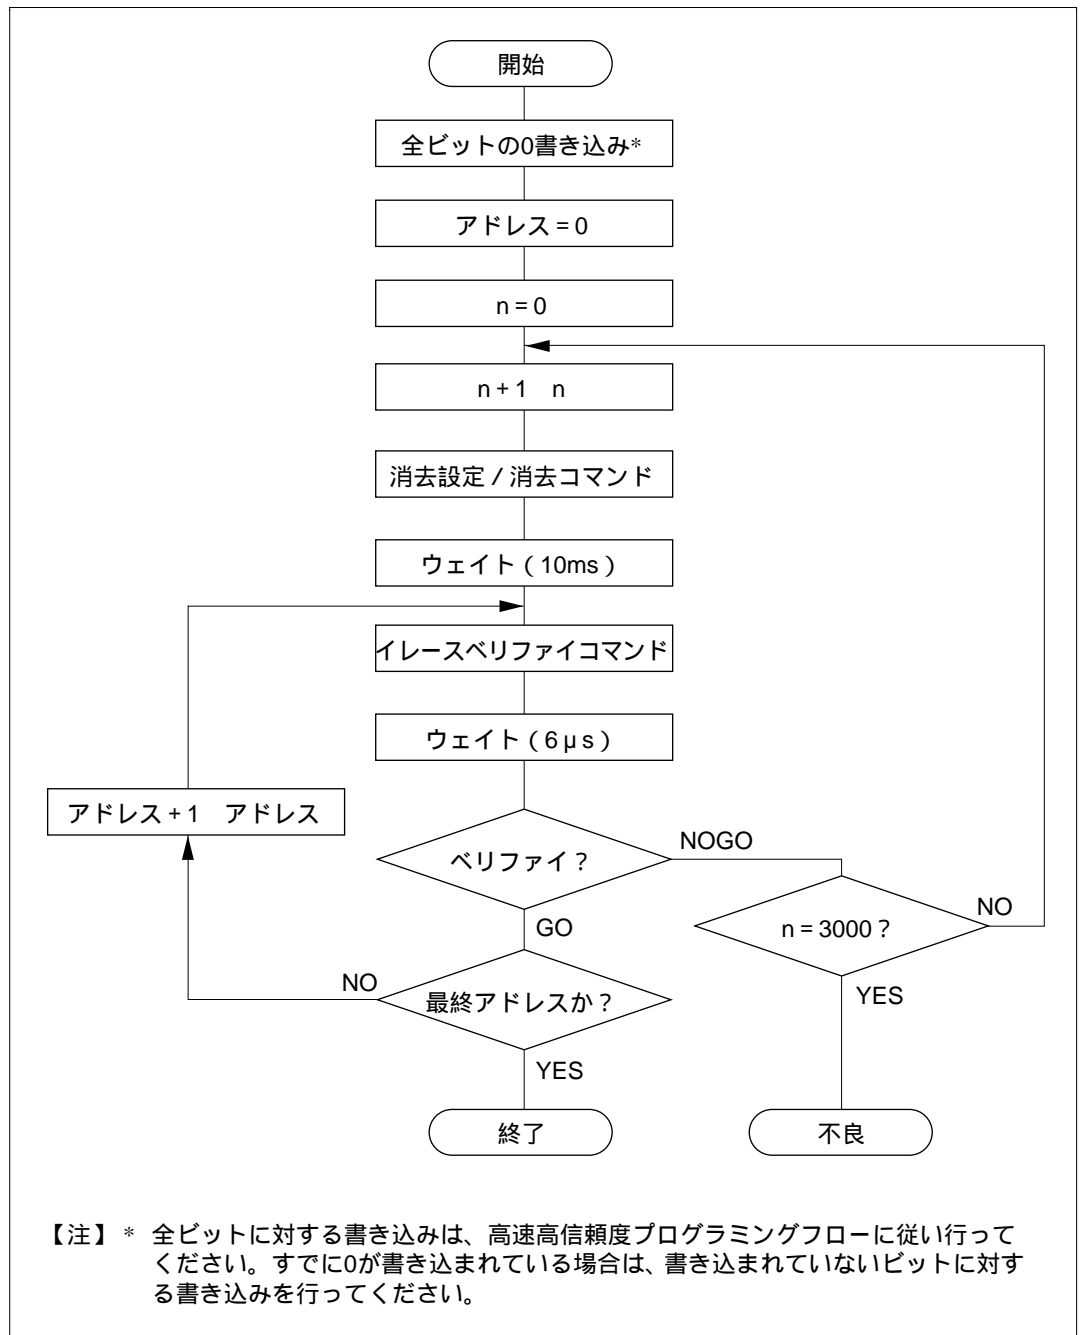 開始
全ビットの0書き込み*
アドレス = 0
n = 0
n + 1　n
消去設定 / 消去コマンド
ウェイト（10ms）
イレースベリファイコマンド
ウェイト（6μs）
アドレス + 1　アドレス
ベリファイ？
NOGO
GO
n = 3000？
NO
NO
最終アドレスか？
YES
YES
終了
不良
【注】* 全ビットに対する書き込みは、高速高信頼度プログラミングフローに従い行って
ください。すでに0が書き込まれている場合は、書き込まれていないビットに対す
る書き込みを行ってください。